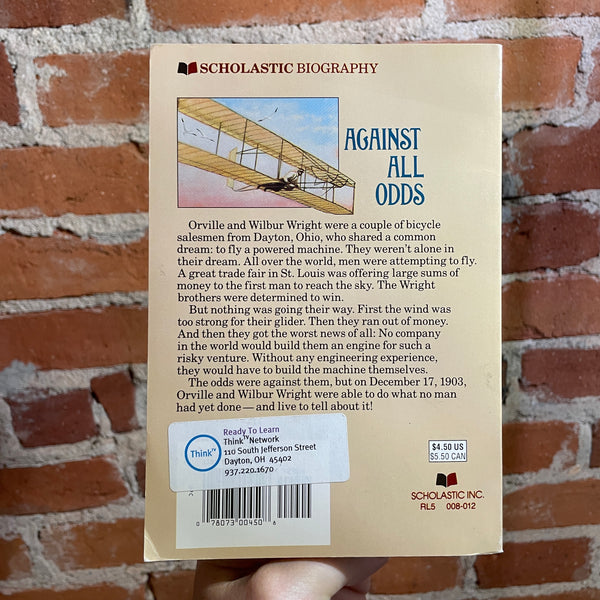 SCHOLASTIC BIOGRAPHY
AGAINST
ALL
ODDS
Orville and Wilbur Wright were a couple of bicycle
salesmen from Dayton, Ohio, who shared a common
dream: to fly a powered machine. They weren't alone in
their dream. All over the world, men were attempting to fly.
A great trade fair in St. Louis was offering large sums of
money to the first man to reach the sky. The Wright
brothers were determined to win.
But nothing was going their way. First the wind was
too strong for their glider. Then they ran out of money.
And then they got the worst news of all: No company
in the world would build them an engine for such a
risky venture. Without any engineering experience,
they would have to build the machine themselves.
The odds were against them, but on December 17, 1903,
Orville and Wilbur Wright were able to do what no man
had yet done — and live to tell about it!
Think TV
Ready To Learn
ThinkTV Network
110 South Jefferson Street
Dayton, OH 45402
937.220.1670
0 78073 00450 6
$4.50 US
$5.50 CAN
SCHOLASTIC INC.
RL5 008-012